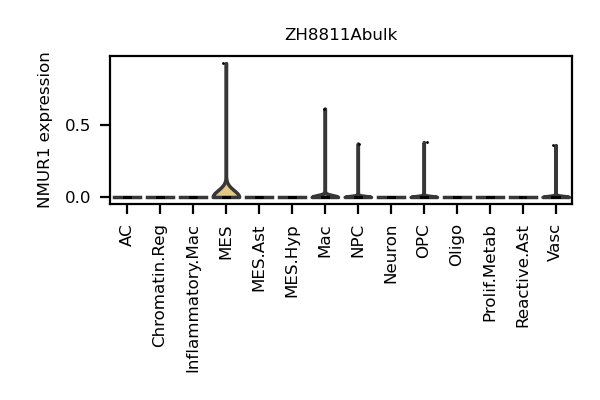 ZH8811Abulk
NMUR1 expression
0.5
0.0
AC
Chromatin.Reg
Inflammatory.Mac
MES
MES.Ast
MES.Hyp
Mac
NPC
Neuron
OPC
Oligo
Prolif.Metab
Reactive.Ast
Vasc